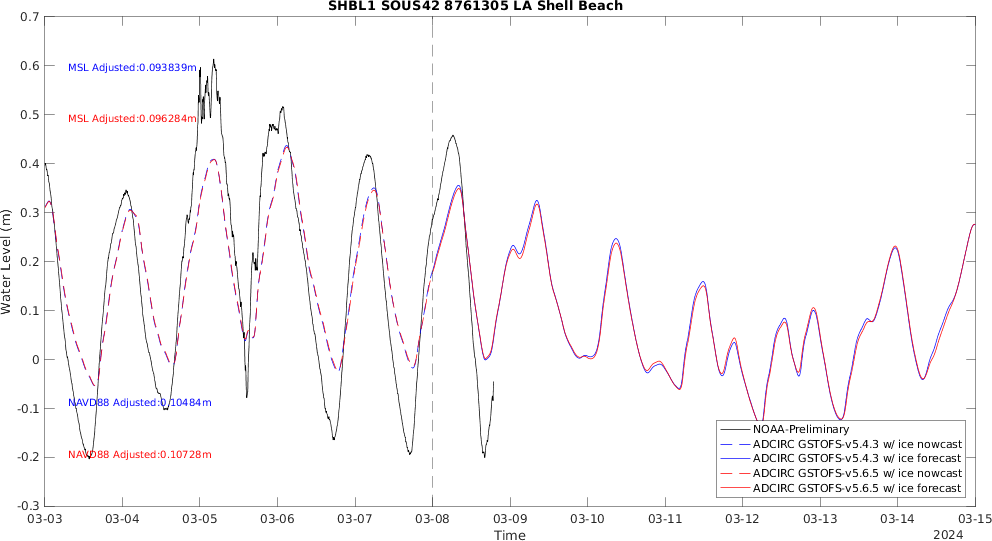 SHBL1 SOUS42 8761305 LA Shell Beach
0.7
0.6
0.5
0.4
0.3
0.2
0.1
0
-0.1
-0.2
-0.3
Water Level (m)
MSL Adjusted:0.093839m
MSL Adjusted:0.096284m
NAVD88 Adjusted:0.10484m
NAVD88 Adjusted:0.10728m
NOAA-Preliminary
ADCIRC GSTOFS-v5.4.3 w/ ice nowcast
ADCIRC GSTOFS-v5.4.3 w/ ice forecast
ADCIRC GSTOFS-v5.6.5 w/ ice nowcast
ADCIRC GSTOFS-v5.6.5 w/ ice forecast
03-03 03-04 03-05 03-06 03-07 03-08 03-09 03-10 03-11 03-12 03-13 03-14 03-15
Time
2024